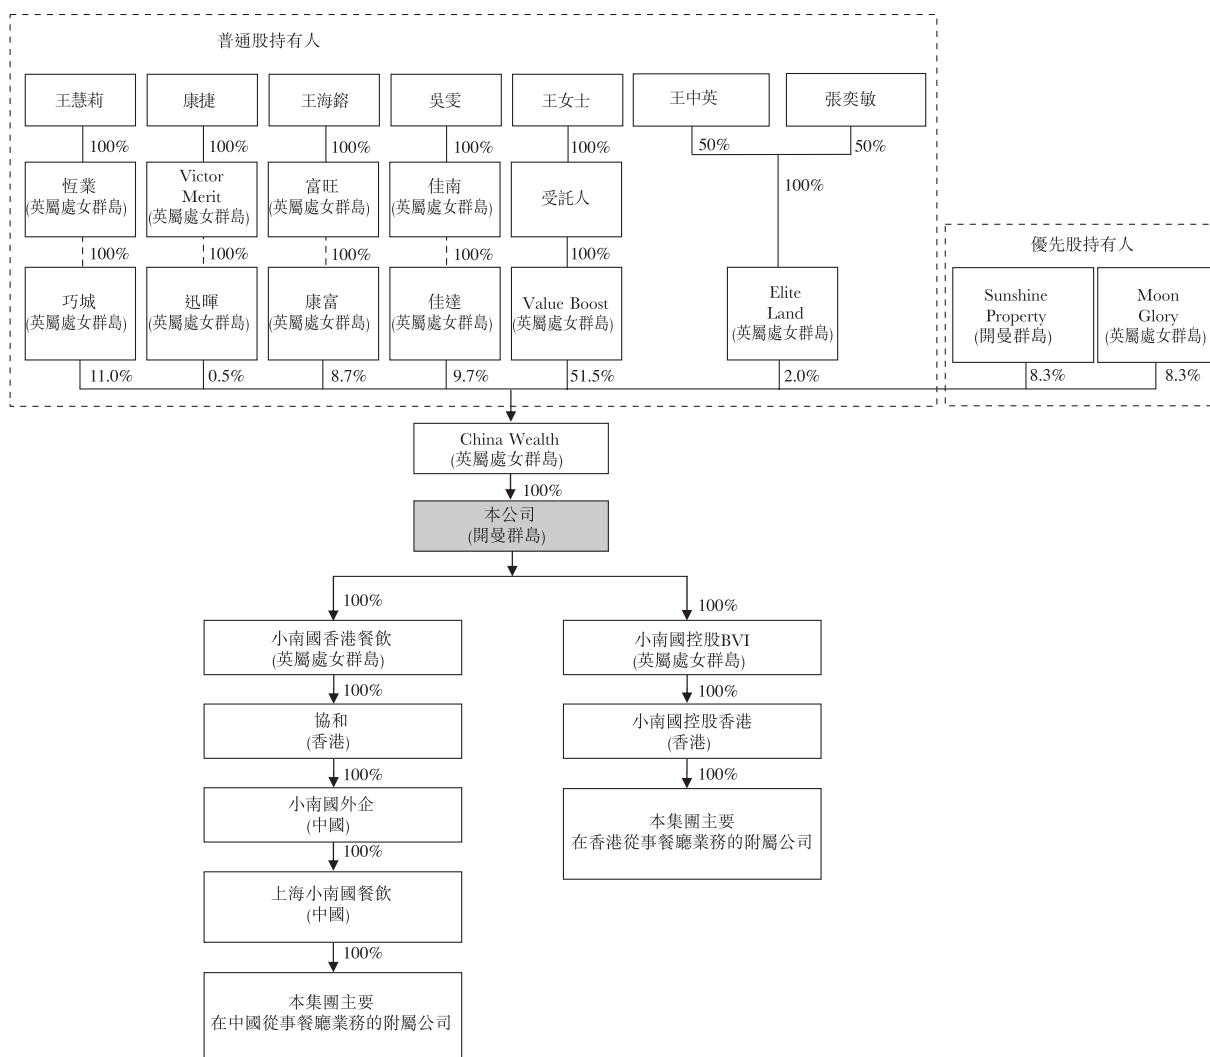 普通股持有人
王慧莉
康捷
王海鎔
吳雯
王女士
王中英
張奕敏
100%
100%
100%
100%
100%
50%
50%
恆業
(英屬處女群島)
Victor
Merit
(英屬處女群島)
富旺
(英屬處女群島)
佳南
(英屬處女群島)
受託人
100%
優先股持有人
100%
100%
100%
100%
100%
巧城
(英屬處女群島)
迅暉
(英屬處女群島)
康富
(英屬處女群島)
佳達
(英屬處女群島)
Value Boost
(英屬處女群島)
Elite
Land
(英屬處女群島)
Sunshine
Property
(開曼群島)
Moon
Glory
(英屬處女群島)
11.0%
0.5%
8.7%
9.7%
51.5%
2.0%
8.3%
8.3%
China Wealth
(英屬處女群島)
100%
本公司
(開曼群島)
100%
100%
小南國香港餐飲
(英屬處女群島)
小南國控股BVI
(英屬處女群島)
100%
100%
協和
(香港)
小南國控股香港
(香港)
100%
100%
小南國外企
(中國)
本集團主要
在香港從事餐廳業務的附屬公司
100%
上海小南國餐飲
(中國)
100%
本集團主要
在中國從事餐廳業務的附屬公司